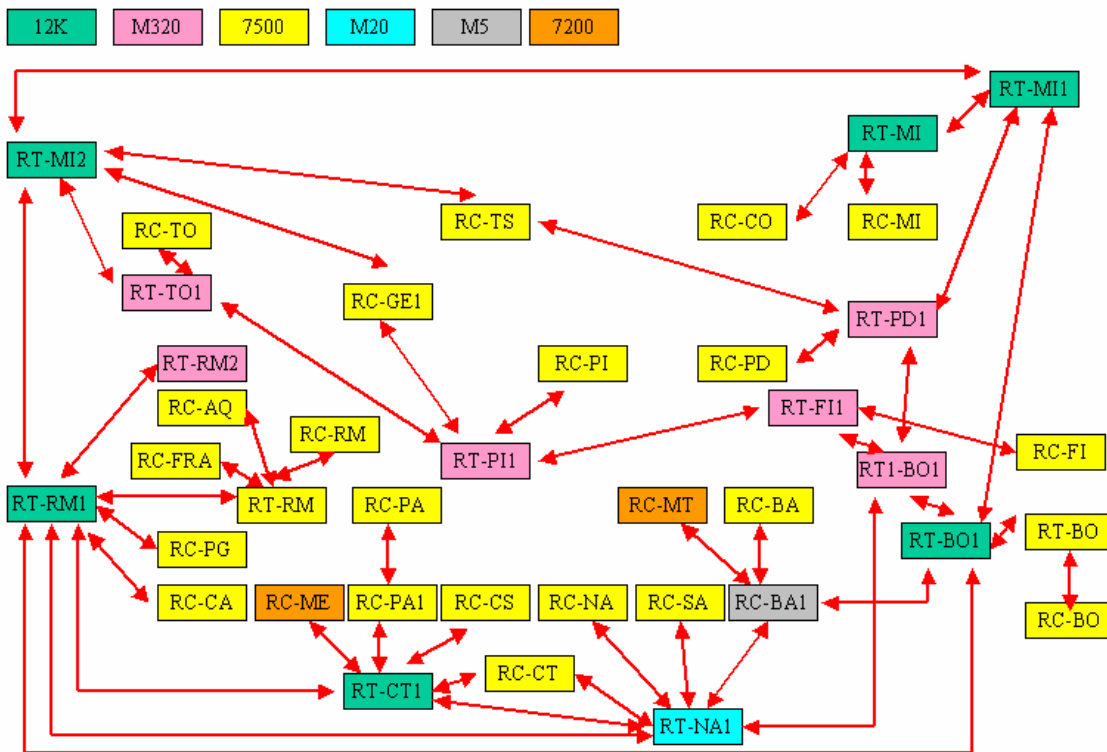 12K M320 7500 M20 M5 7200
RT-MI1
RT-MI
RT-MI2
RC-TS
RC-CO
RC-MI
RC-TO
RT-TO1
RC-GE1
RT-PD1
RT-RM2
RC-PI
RC-PD
RC-AQ
RT-FI1
RC-RM
RC-FRA
RT-PI1
RC-FI
RT1-BO1
RT-RM1
RT-RM
RC-PA
RC-MT
RC-BA
RT-BO1
RT-BO
RC-PG
RC-CA
RC-ME
RC-PA1
RC-CS
RC-NA
RC-SA
RC-BA1
RC-BO
RC-CT
RT-CT1
RT-NA1